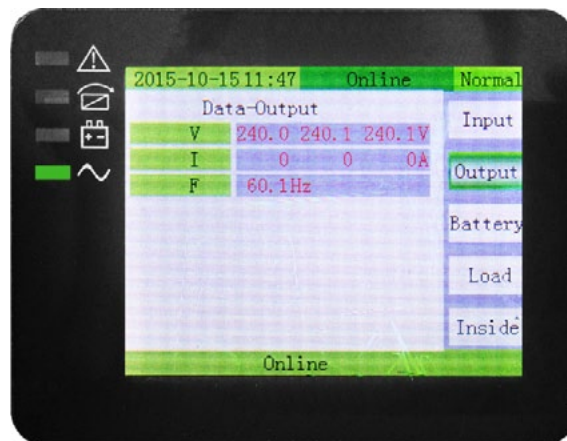 2015-10-15 11:47 Online Normal
Data-Output
Input
V 240.0 240.1 240.1V
I 0 0 0A
Output
F 60.1Hz
Battery
Load
Inside
Online